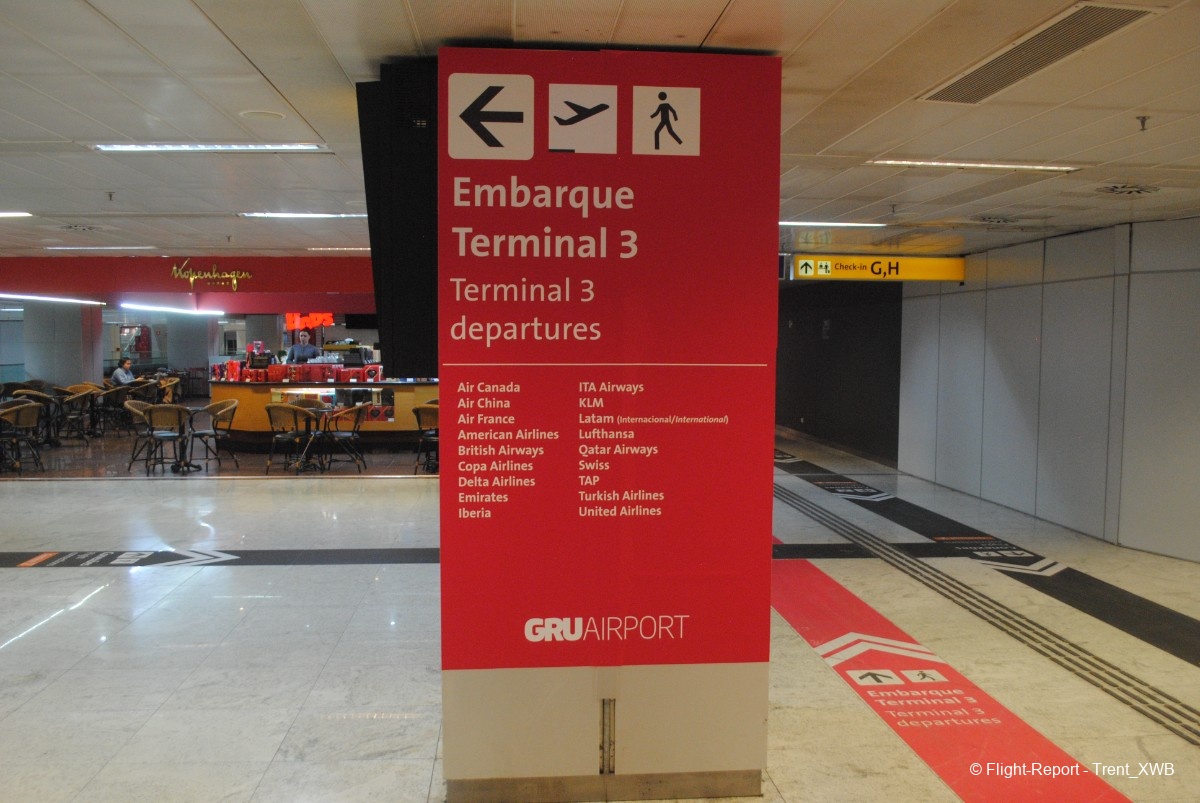 Embarque
Terminal 3
Terminal 3
departures
Air Canada
Air China
Air France
American Airlines
British Airways
Copa Airlines
Delta Airlines
Emirates
Iberia
ITA Airways
KLM
Latam (Internacional/International)
Lufthansa
Qatar Airways
Swiss
TAP
Turkish Airlines
United Airlines
GRUAIRPORT
Kopenhagen
Check-in G,H
Embarque
Terminal 3
Terminal 3
departures
© Flight-Report - Trent_XWB